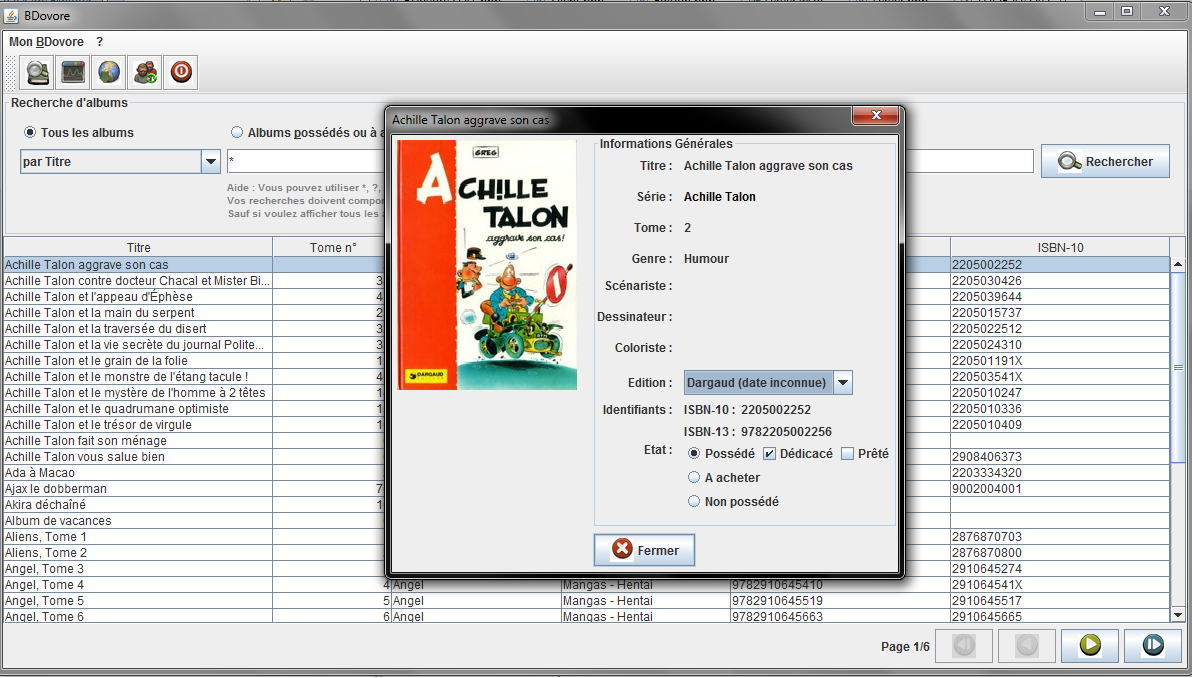 BDovore
Mon BDovore ?
Recherche d'albums
Tous les albums
Albums possédés ou à a
par Titre
*
Rechercher
Aide : Vous pouvez utiliser *, ?,
Vos recherches doivent compor
Sauf si voulez afficher tous les a
Titre Tome n° ISBN-10
Achille Talon aggrave son cas 2205002252
Achille Talon contre docteur Chacal et Mister Bi... 3 2205030426
Achille Talon et l'appeau d'Éphèse 4 2205039644
Achille Talon et la main du serpent 2 2205015737
Achille Talon et la traversée du disert 3 2205022512
Achille Talon et la vie secrète du journal Polite... 3 2205024310
Achille Talon et le grain de la folie 1 220501191X
Achille Talon et le monstre de l'étang tacule ! 4 220503541X
Achille Talon et le mystère de l'homme à 2 têtes 1 2205010247
Achille Talon et le quadrumane optimiste 1 2205010336
Achille Talon et le trésor de virgule 1 2205010409
Achille Talon fait son ménage
Achille Talon vous salue bien 2908406373
Ada à Macao 2203334320
Ajax le dobberman 7 9002004001
Akira déchaîné 1
Album de vacances
Aliens, Tome 1 2876870703
Aliens, Tome 2 2876870800
Angel, Tome 3 2910645274
Angel, Tome 4 4 Angel Mangas - Hentai 9782910645410 291064541X
Angel, Tome 5 5 Angel Mangas - Hentai 9782910645519 2910645517
Angel, Tome 6 6 Angel Mangas - Hentai 9782910645663 2910645665
Page 1/6
Achille Talon aggrave son cas
GREG
ACHILLE
TALON
aggrave son cas!
DARGAUD
Informations Générales
Titre : Achille Talon aggrave son cas
Série : Achille Talon
Tome : 2
Genre : Humour
Scénariste :
Dessinateur :
Coloriste :
Edition : Dargaud (date inconnue)
Identifiants : ISBN-10 : 2205002252
ISBN-13 : 9782205002256
Etat : Possédé Dédicacé Prêté
A acheter
Non possédé
Fermer